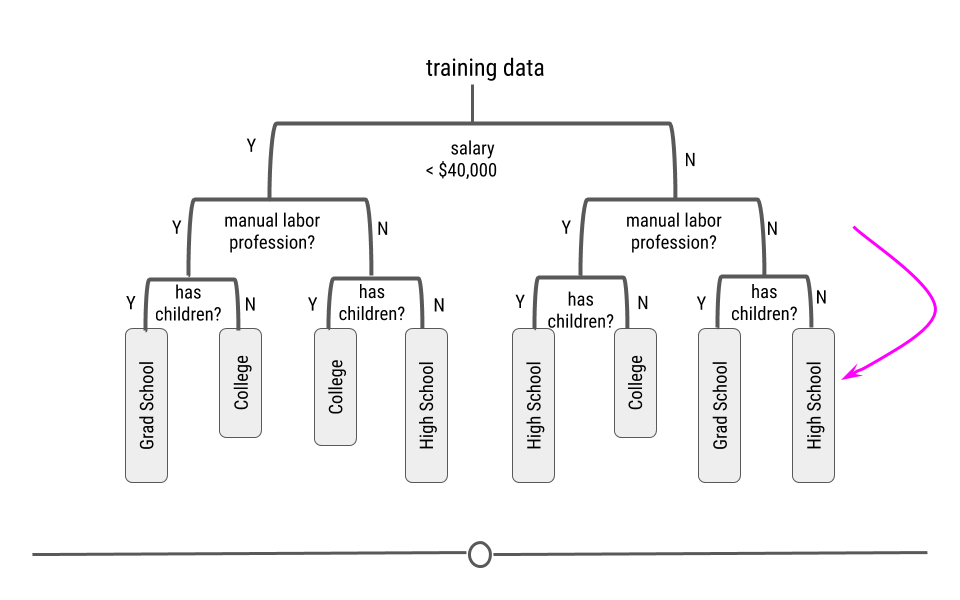 training data
Y
salary
< $40,000
N
Y
manual labor
profession?
N
Y
manual labor
profession?
N
Y
has
children?
N
Y
has
children?
N
Y
has
children?
N
Y
has
children?
N
Grad School
College
College
High School
High School
College
Grad School
High School